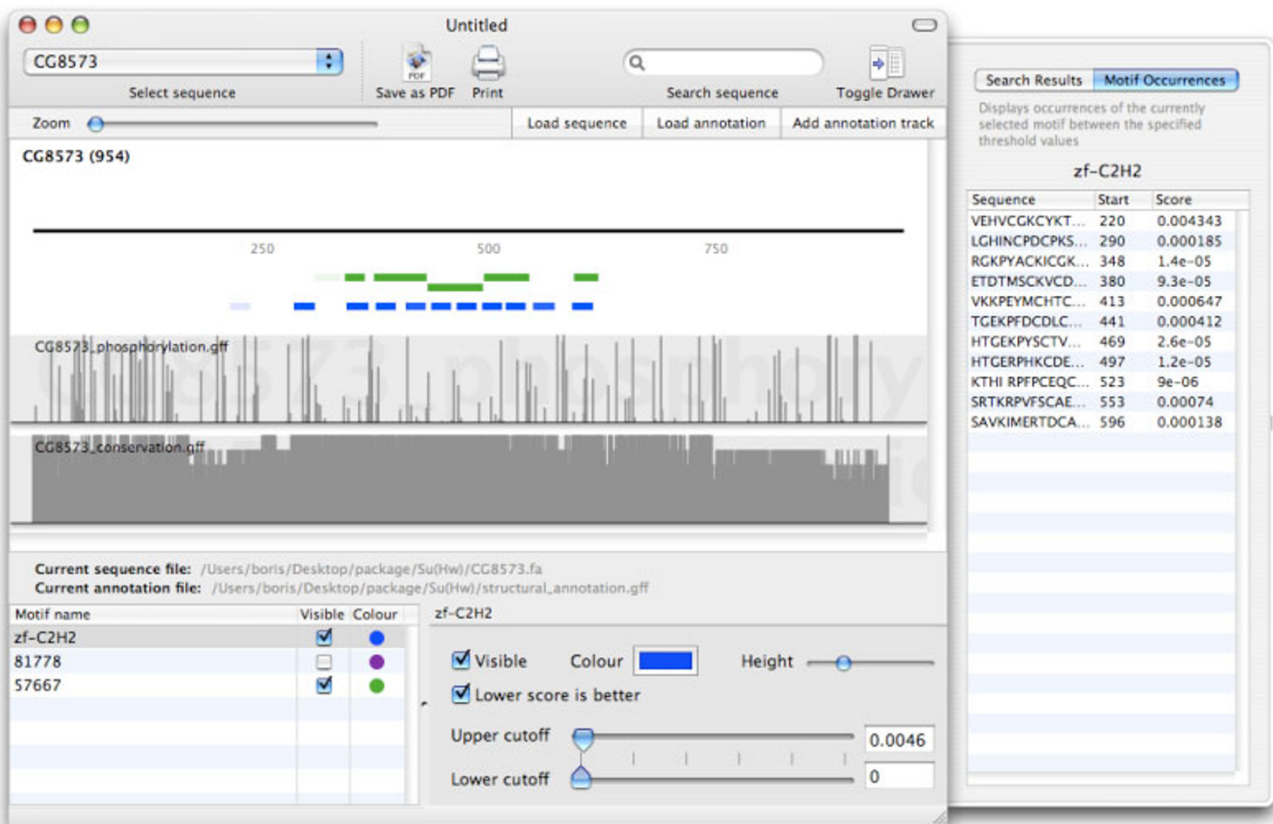 Untitled
CG8573
Select sequence
PDF
Save as PDF
Print
Search sequence
Toggle Drawer
Zoom
Load sequence
Load annotation
Add annotation track
CG8573 (954)
250 500 750
CG8573_phosphorylation.gff
CG8573_conservation.gff
Current sequence file: /Users/boris/Desktop/package/Su(Hw)/CG8573.fa
Current annotation file: /Users/boris/Desktop/package/Su(Hw)/structural_annotation.gff
Motif name Visible Colour
zf-C2H2
81778
57667
zf-C2H2
Visible Colour Height
Lower score is better
Upper cutoff 0.0046
Lower cutoff 0
Search Results Motif Occurrences
Displays occurrences of the currently
selected motif between the specified
threshold values
zf-C2H2
Sequence Start Score
VEHVCGKCYKT... 220 0.004343
LGHINCPDCPKS... 290 0.000185
RGKPYACKICGK... 348 1.4e-05
ETDTMSCKVCD... 380 9.3e-05
VKKPEYMCHTC... 413 0.000647
TGEKPFDCDLC... 441 0.000412
HTGEKPYSCTV... 469 2.6e-05
HTGERPHKCDE... 497 1.2e-05
KTHI RPFPCEQC... 523 9e-06
SRTKRPVFSCAE... 553 0.00074
SAVKIMERTDCA... 596 0.000138